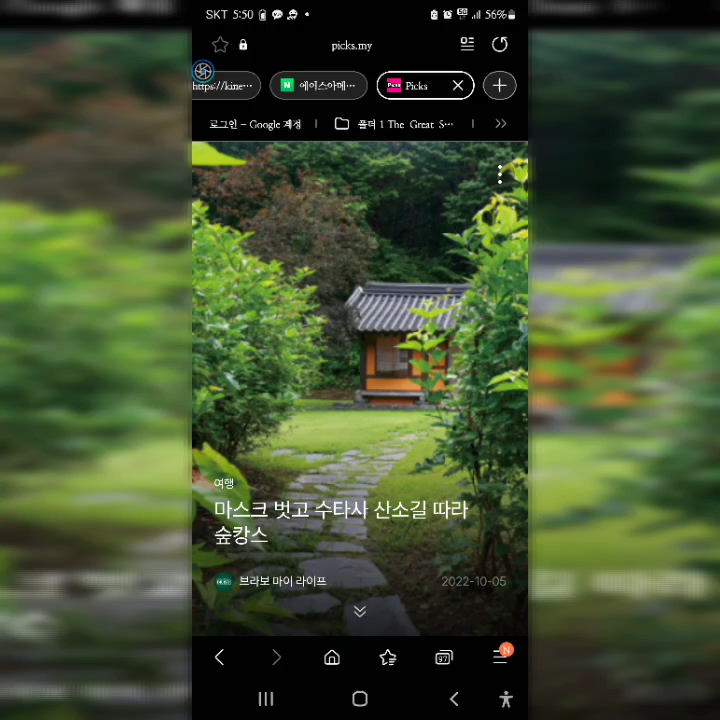 SKT 5:50
56%
picks.my
https://kine…
N 에이스아메…
Picks
로그인 - Google 계정
폴더 1 The Great S…
여행
마스크 벗고 수타사 산소길 따라
숲캉스
브라보 마이 라이프
2022-10-05
97
N